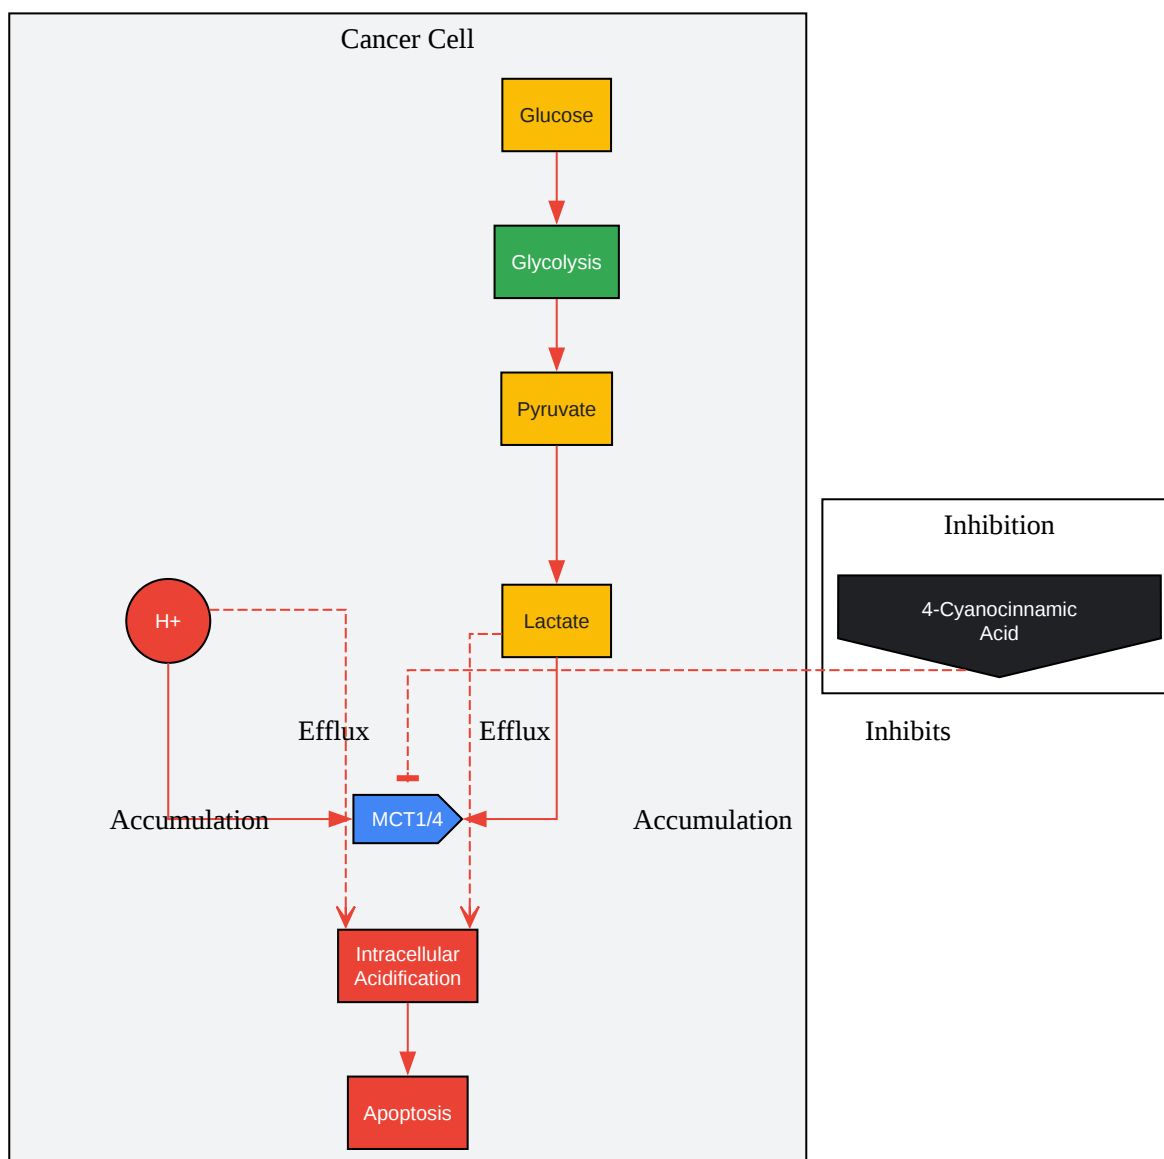 Cancer Cell
Glucose
Glycolysis
Pyruvate
Inhibition
4-Cyanocinnamic
Acid
H+
Lactate
Efflux
Efflux
Inhibits
Accumulation
MCT1/4
Accumulation
Intracellular
Acidification
Apoptosis